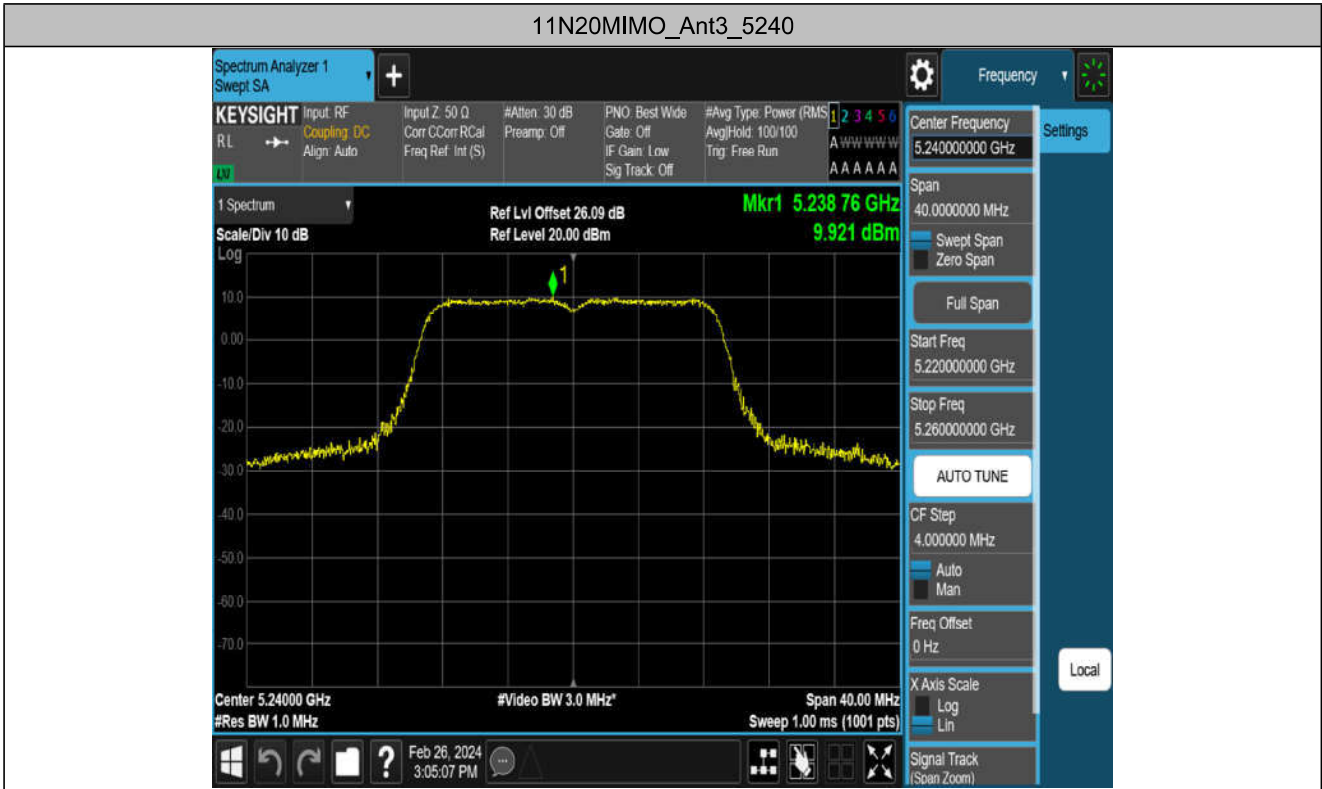 11N20MIMO_Ant3_5240
Spectrum Analyzer 1
Swept SA
Frequency
KEYSIGHT
RL
LXI
Input: RF
Coupling: DC
Align: Auto
Input Z: 50 Ω
Corr CCorr RCal
Freq Ref: Int (S)
#Atten: 30 dB
Preamp: Off
PNO: Best Wide
Gate: Off
IF Gain: Low
Sig Track: Off
#Avg Type: Power (RMS
Avg|Hold: 100/100
Trig: Free Run
1 2 3 4 5 6
A W W W W W
A A A A A A
Center Frequency
5.240000000 GHz
Settings
Span
40.0000000 MHz
Swept Span
Zero Span
Full Span
Start Freq
5.220000000 GHz
Stop Freq
5.260000000 GHz
AUTO TUNE
CF Step
4.000000 MHz
Auto
Man
Freq Offset
0 Hz
X Axis Scale
Log
Lin
Signal Track
(Span Zoom)
Local
1 Spectrum
Scale/Div 10 dB
Ref Lvl Offset 26.09 dB
Ref Level 20.00 dBm
Mkr1 5.238 76 GHz
9.921 dBm
Log
1
10.0
0.00
-10.0
-20.0
-30.0
-40.0
-50.0
-60.0
-70.0
Center 5.24000 GHz
#Video BW 3.0 MHz*
Span 40.00 MHz
#Res BW 1.0 MHz
Sweep 1.00 ms (1001 pts)
?
Feb 26, 2024
3:05:07 PM